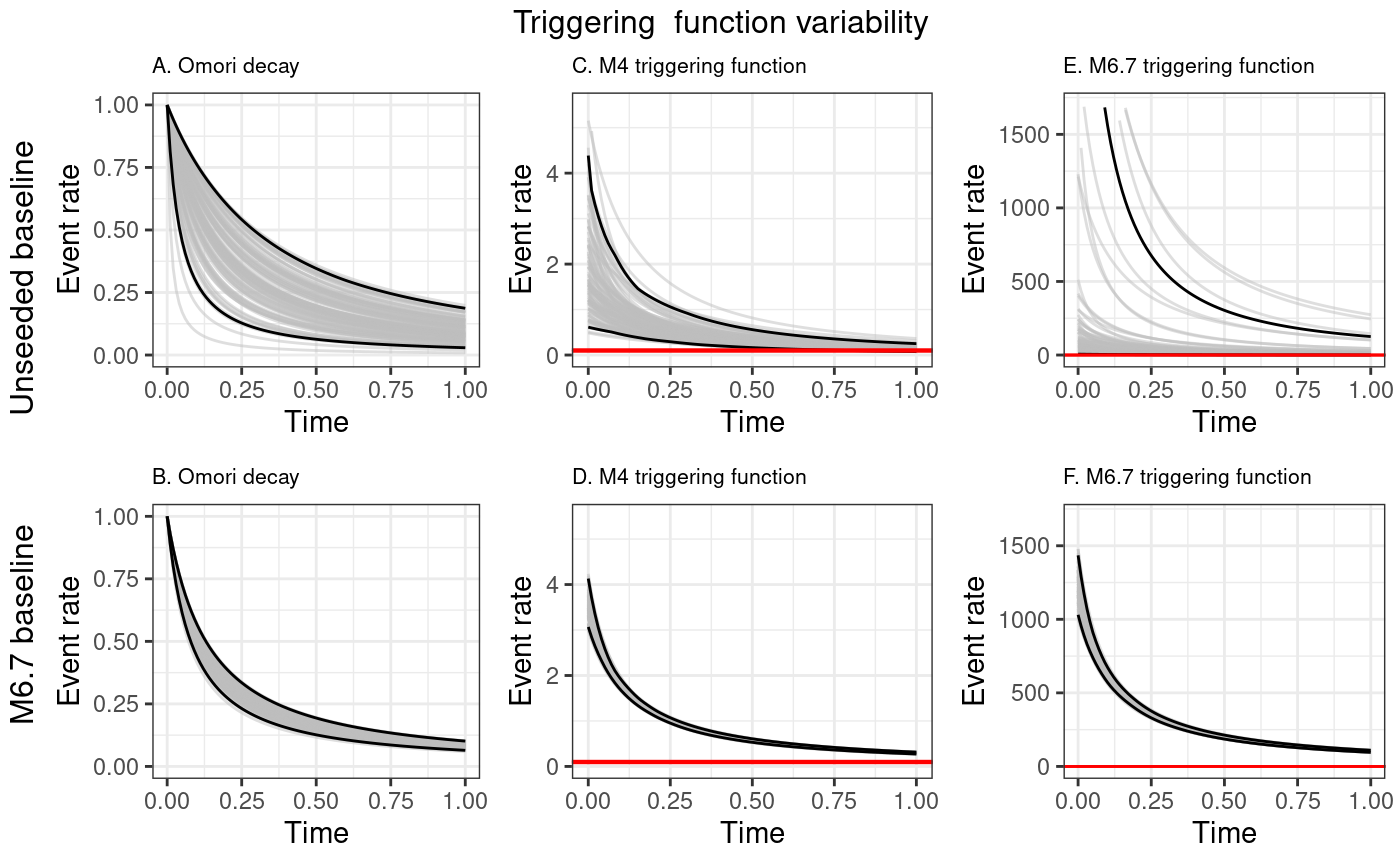 Triggering  function variability
Unseeded baseline
A. Omori decay
Event rate
1.00
0.75
0.50
0.25
0.00
0.00 0.25 0.50 0.75 1.00
Time
C. M4 triggering function
Event rate
4
2
0
0.00 0.25 0.50 0.75 1.00
Time
E. M6.7 triggering function
Event rate
1500
1000
500
0
0.00 0.25 0.50 0.75 1.00
Time
M6.7 baseline
B. Omori decay
Event rate
1.00
0.75
0.50
0.25
0.00
0.00 0.25 0.50 0.75 1.00
Time
D. M4 triggering function
Event rate
4
2
0
0.00 0.25 0.50 0.75 1.00
Time
F. M6.7 triggering function
Event rate
1500
1000
500
0
0.00 0.25 0.50 0.75 1.00
Time